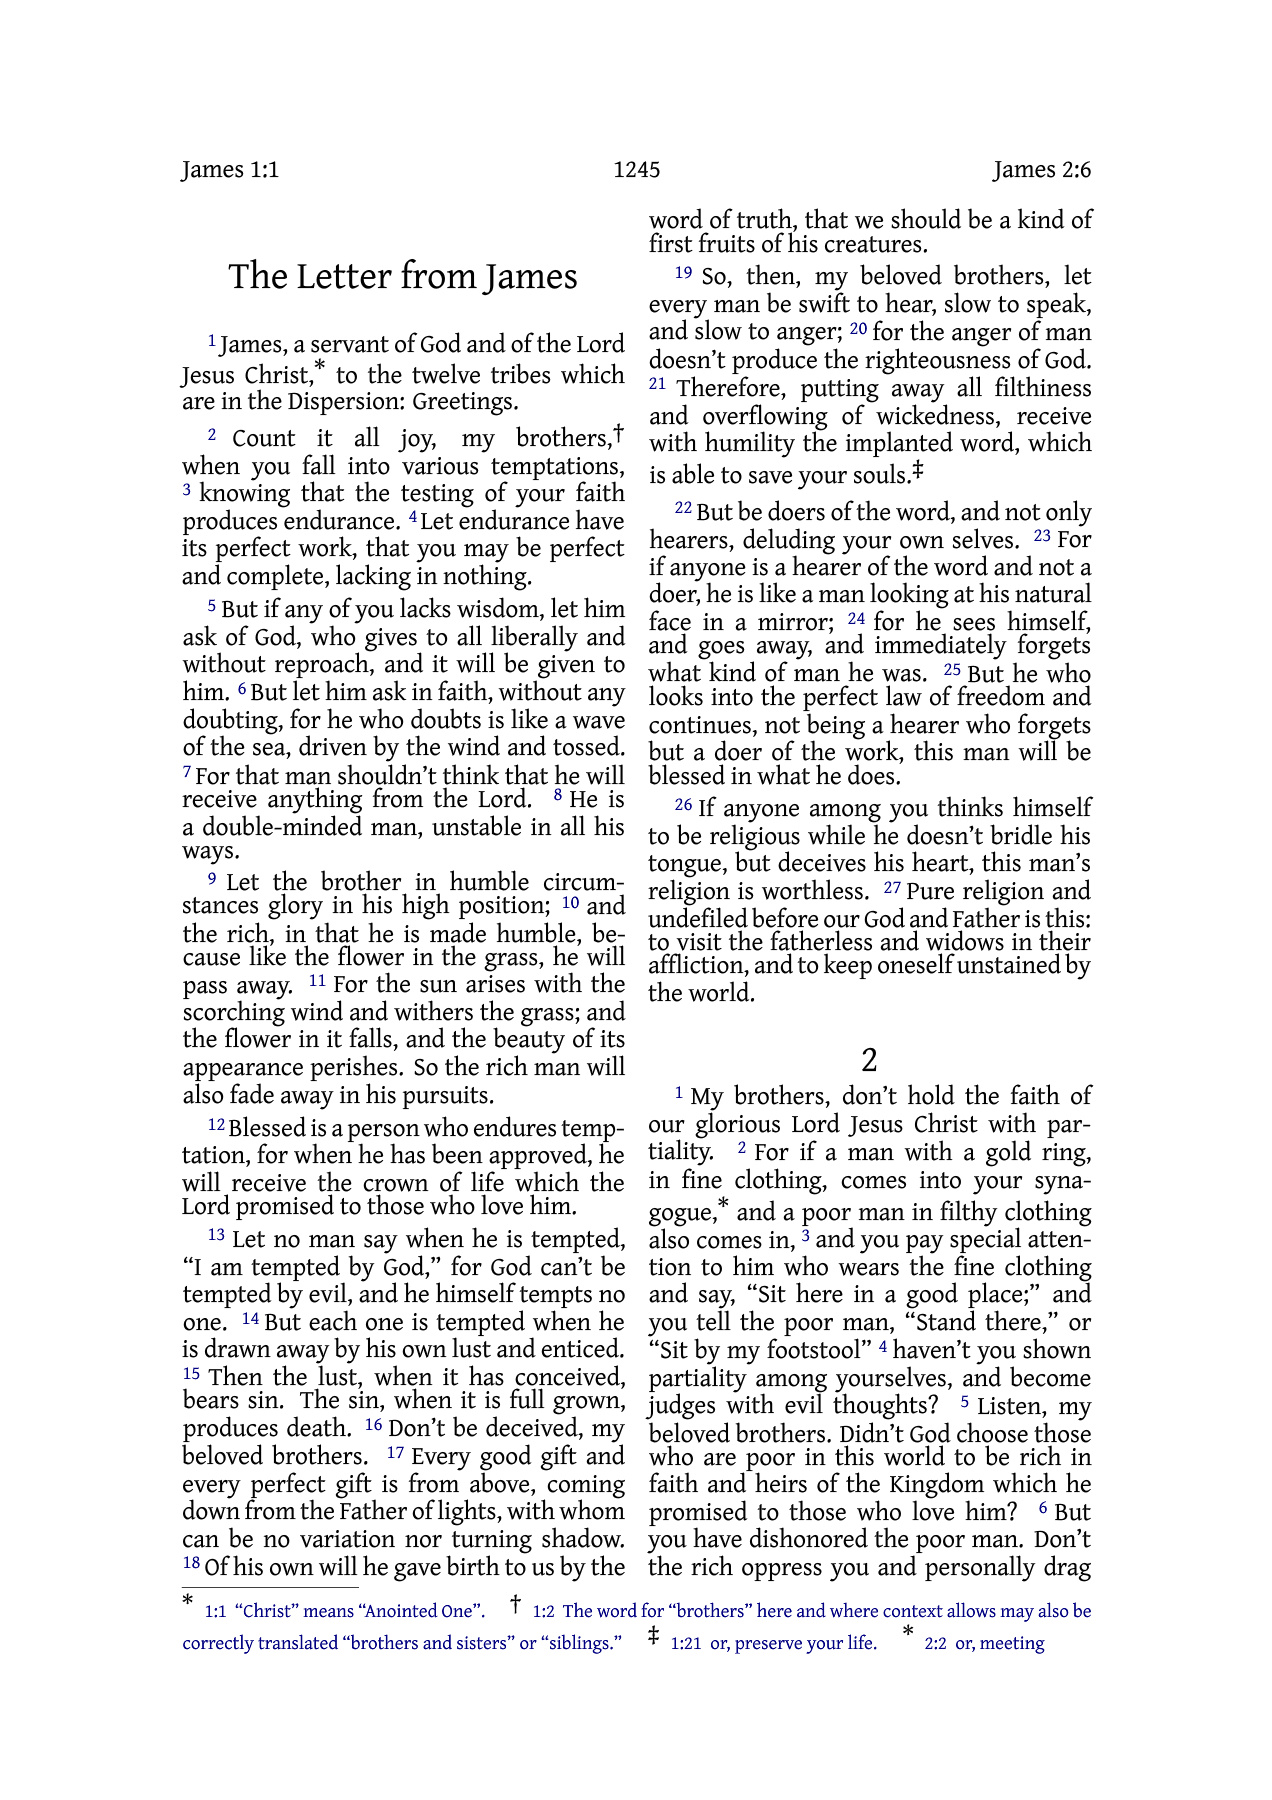 James 1:1 1245 James 2:6
The Letter from James
1 James, a servant of God and of the Lord
Jesus Christ,* to the twelve tribes which
are in the Dispersion: Greetings.
2 Count it all joy, my brothers,†
when you fall into various temptations,
3 knowing that the testing of your faith
produces endurance. 4 Let endurance have
its perfect work, that you may be perfect
and complete, lacking in nothing.
5 But if any of you lacks wisdom, let him
ask of God, who gives to all liberally and
without reproach, and it will be given to
him. 6 But let him ask in faith, without any
doubting, for he who doubts is like a wave
of the sea, driven by the wind and tossed.
7 For that man shouldn’t think that he will
receive anything from the Lord. 8 He is
a double-minded man, unstable in all his
ways.
9 Let the brother in humble circum-
stances glory in his high position; 10 and
the rich, in that he is made humble, be-
cause like the flower in the grass, he will
pass away. 11 For the sun arises with the
scorching wind and withers the grass; and
the flower in it falls, and the beauty of its
appearance perishes. So the rich man will
also fade away in his pursuits.
12 Blessed is a person who endures temp-
tation, for when he has been approved, he
will receive the crown of life which the
Lord promised to those who love him.
13 Let no man say when he is tempted,
“I am tempted by God,” for God can’t be
tempted by evil, and he himself tempts no
one. 14 But each one is tempted when he
is drawn away by his own lust and enticed.
15 Then the lust, when it has conceived,
bears sin. The sin, when it is full grown,
produces death. 16 Don’t be deceived, my
beloved brothers. 17 Every good gift and
every perfect gift is from above, coming
down from the Father of lights, with whom
can be no variation nor turning shadow.
18 Of his own will he gave birth to us by the
word of truth, that we should be a kind of
first fruits of his creatures.
19 So, then, my beloved brothers, let
every man be swift to hear, slow to speak,
and slow to anger; 20 for the anger of man
doesn’t produce the righteousness of God.
21 Therefore, putting away all filthiness
and overflowing of wickedness, receive
with humility the implanted word, which
is able to save your souls.‡
22 But be doers of the word, and not only
hearers, deluding your own selves. 23 For
if anyone is a hearer of the word and not a
doer, he is like a man looking at his natural
face in a mirror; 24 for he sees himself,
and goes away, and immediately forgets
what kind of man he was. 25 But he who
looks into the perfect law of freedom and
continues, not being a hearer who forgets
but a doer of the work, this man will be
blessed in what he does.
26 If anyone among you thinks himself
to be religious while he doesn’t bridle his
tongue, but deceives his heart, this man’s
religion is worthless. 27 Pure religion and
undefiled before our God and Father is this:
to visit the fatherless and widows in their
affliction, and to keep oneself unstained by
the world.
2
1 My brothers, don’t hold the faith of
our glorious Lord Jesus Christ with par-
tiality. 2 For if a man with a gold ring,
in fine clothing, comes into your syna-
gogue,* and a poor man in filthy clothing
also comes in, 3 and you pay special atten-
tion to him who wears the fine clothing
and say, “Sit here in a good place;” and
you tell the poor man, “Stand there,” or
“Sit by my footstool” 4 haven’t you shown
partiality among yourselves, and become
judges with evil thoughts? 5 Listen, my
beloved brothers. Didn’t God choose those
who are poor in this world to be rich in
faith and heirs of the Kingdom which he
promised to those who love him? 6 But
you have dishonored the poor man. Don’t
the rich oppress you and personally drag
* 1:1 “Christ” means “Anointed One”. † 1:2 The word for “brothers” here and where context allows may also be
correctly translated “brothers and sisters” or “siblings.” ‡ 1:21 or, preserve your life. * 2:2 or, meeting